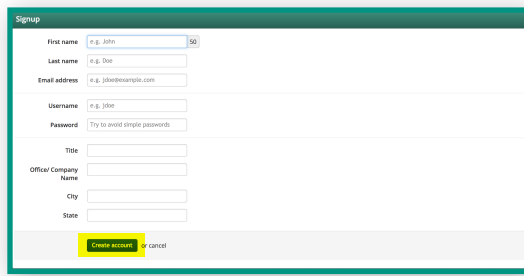 Signup
First name e.g. John 50
Last name e.g. Doe
Email address e.g. jdoe@example.com
Username e.g. jdoe
Password Try to avoid simple passwords
Title
Office/ Company
Name
City
State
Create account or cancel